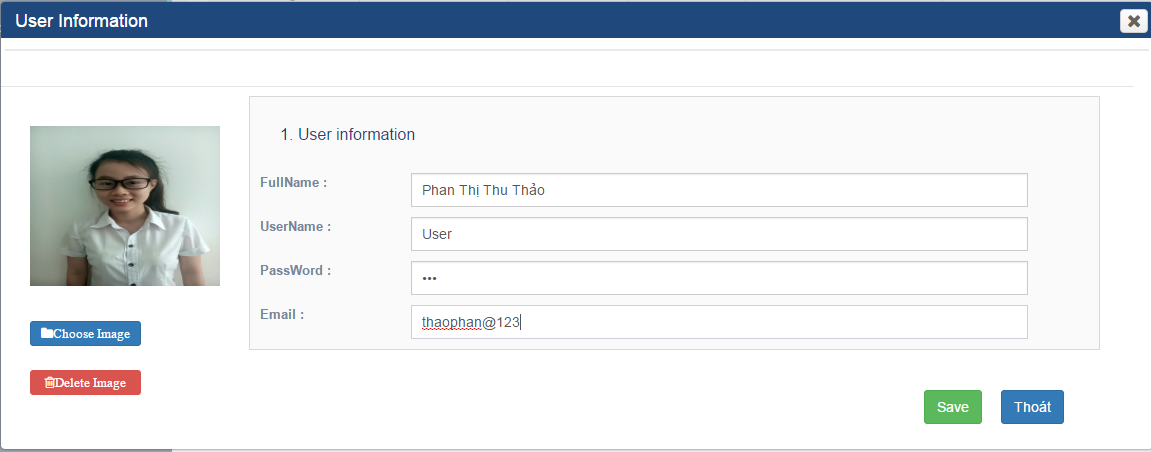 User Information
1. User information
FullName :
Phan Thị Thu Thảo
UserName :
User
PassWord :
•••
Email :
thaophan@123
Choose Image
Delete Image
Save
Thoát